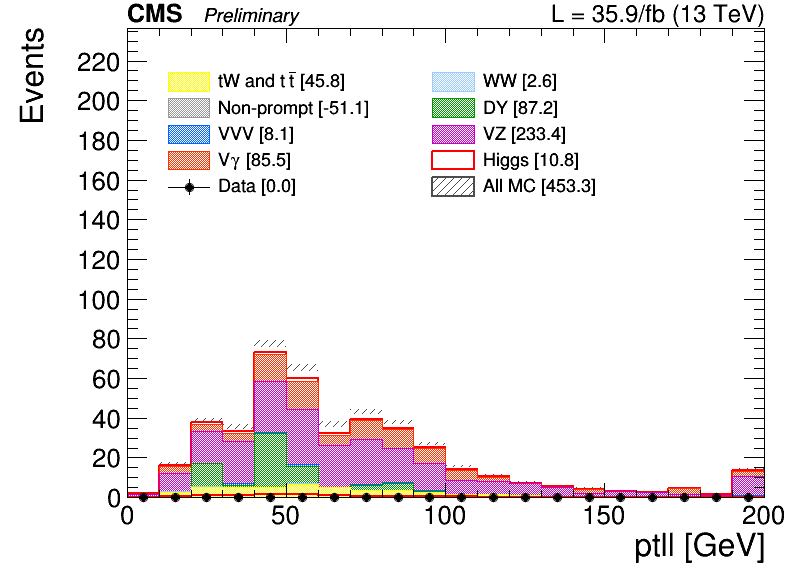 CMS Preliminary L = 35.9/fb (13 TeV)
Events
220
200
180
160
140
120
100
80
60
40
20
0
tW and t t̄ [45.8]
Non-prompt [-51.1]
VVV [8.1]
Vγ [85.5]
Data [0.0]
WW [2.6]
DY [87.2]
VZ [233.4]
Higgs [10.8]
All MC [453.3]
0 50 100 150 200
ptll [GeV]